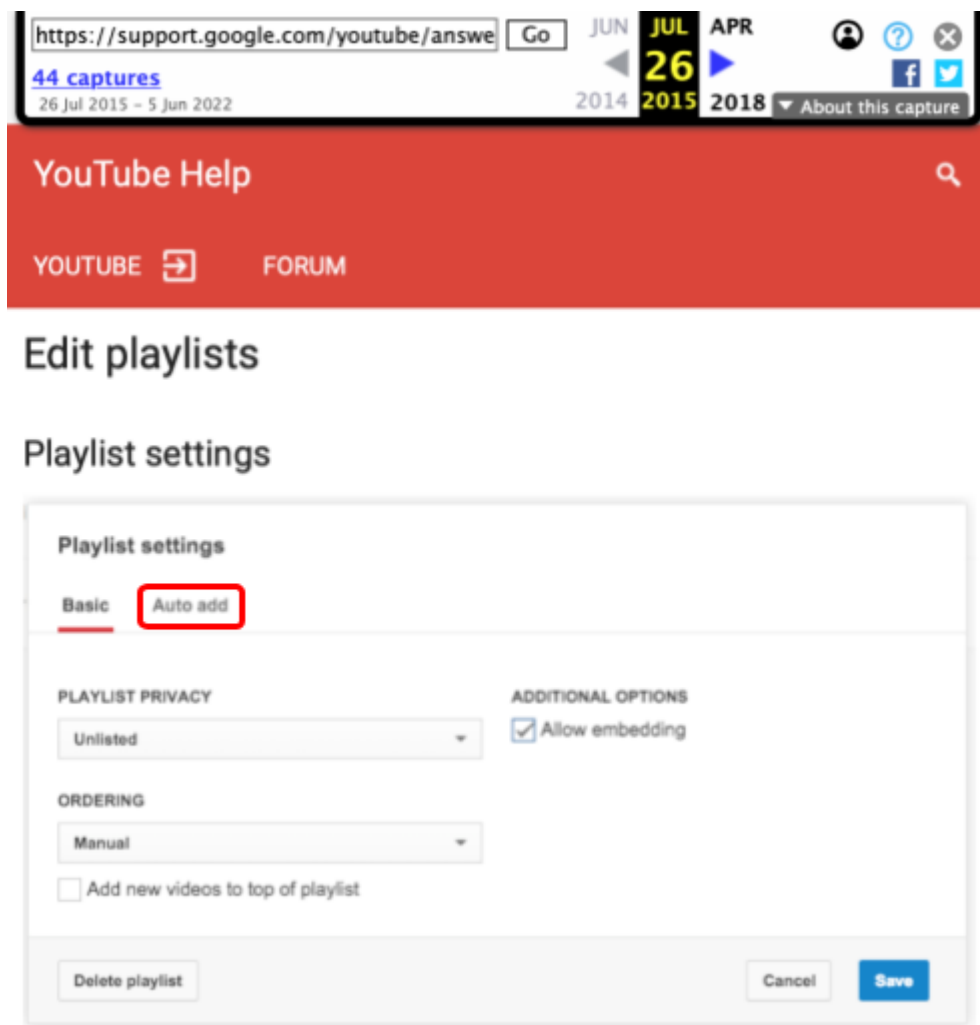 https://support.google.com/youtube/answe Go JUN JUL APR
26
44 captures
26 Jul 2015 – 5 Jun 2022 2014 2015 2018 ▼ About this capture
YouTube Help
YOUTUBE FORUM
Edit playlists
Playlist settings
Playlist settings
Basic Auto add
PLAYLIST PRIVACY ADDITIONAL OPTIONS
Unlisted Allow embedding
ORDERING
Manual
Add new videos to top of playlist
Delete playlist Cancel Save